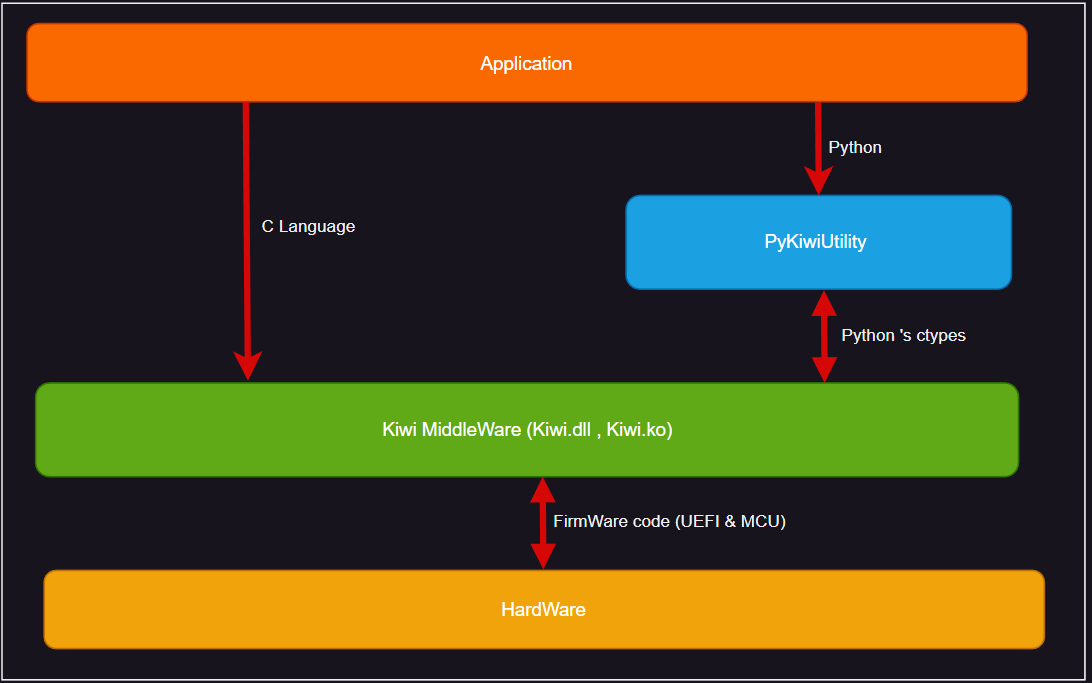 Application
Python
C Language
PyKiwiUtility
Python 's ctypes
Kiwi MiddleWare (Kiwi.dll , Kiwi.ko)
FirmWare code (UEFI & MCU)
HardWare